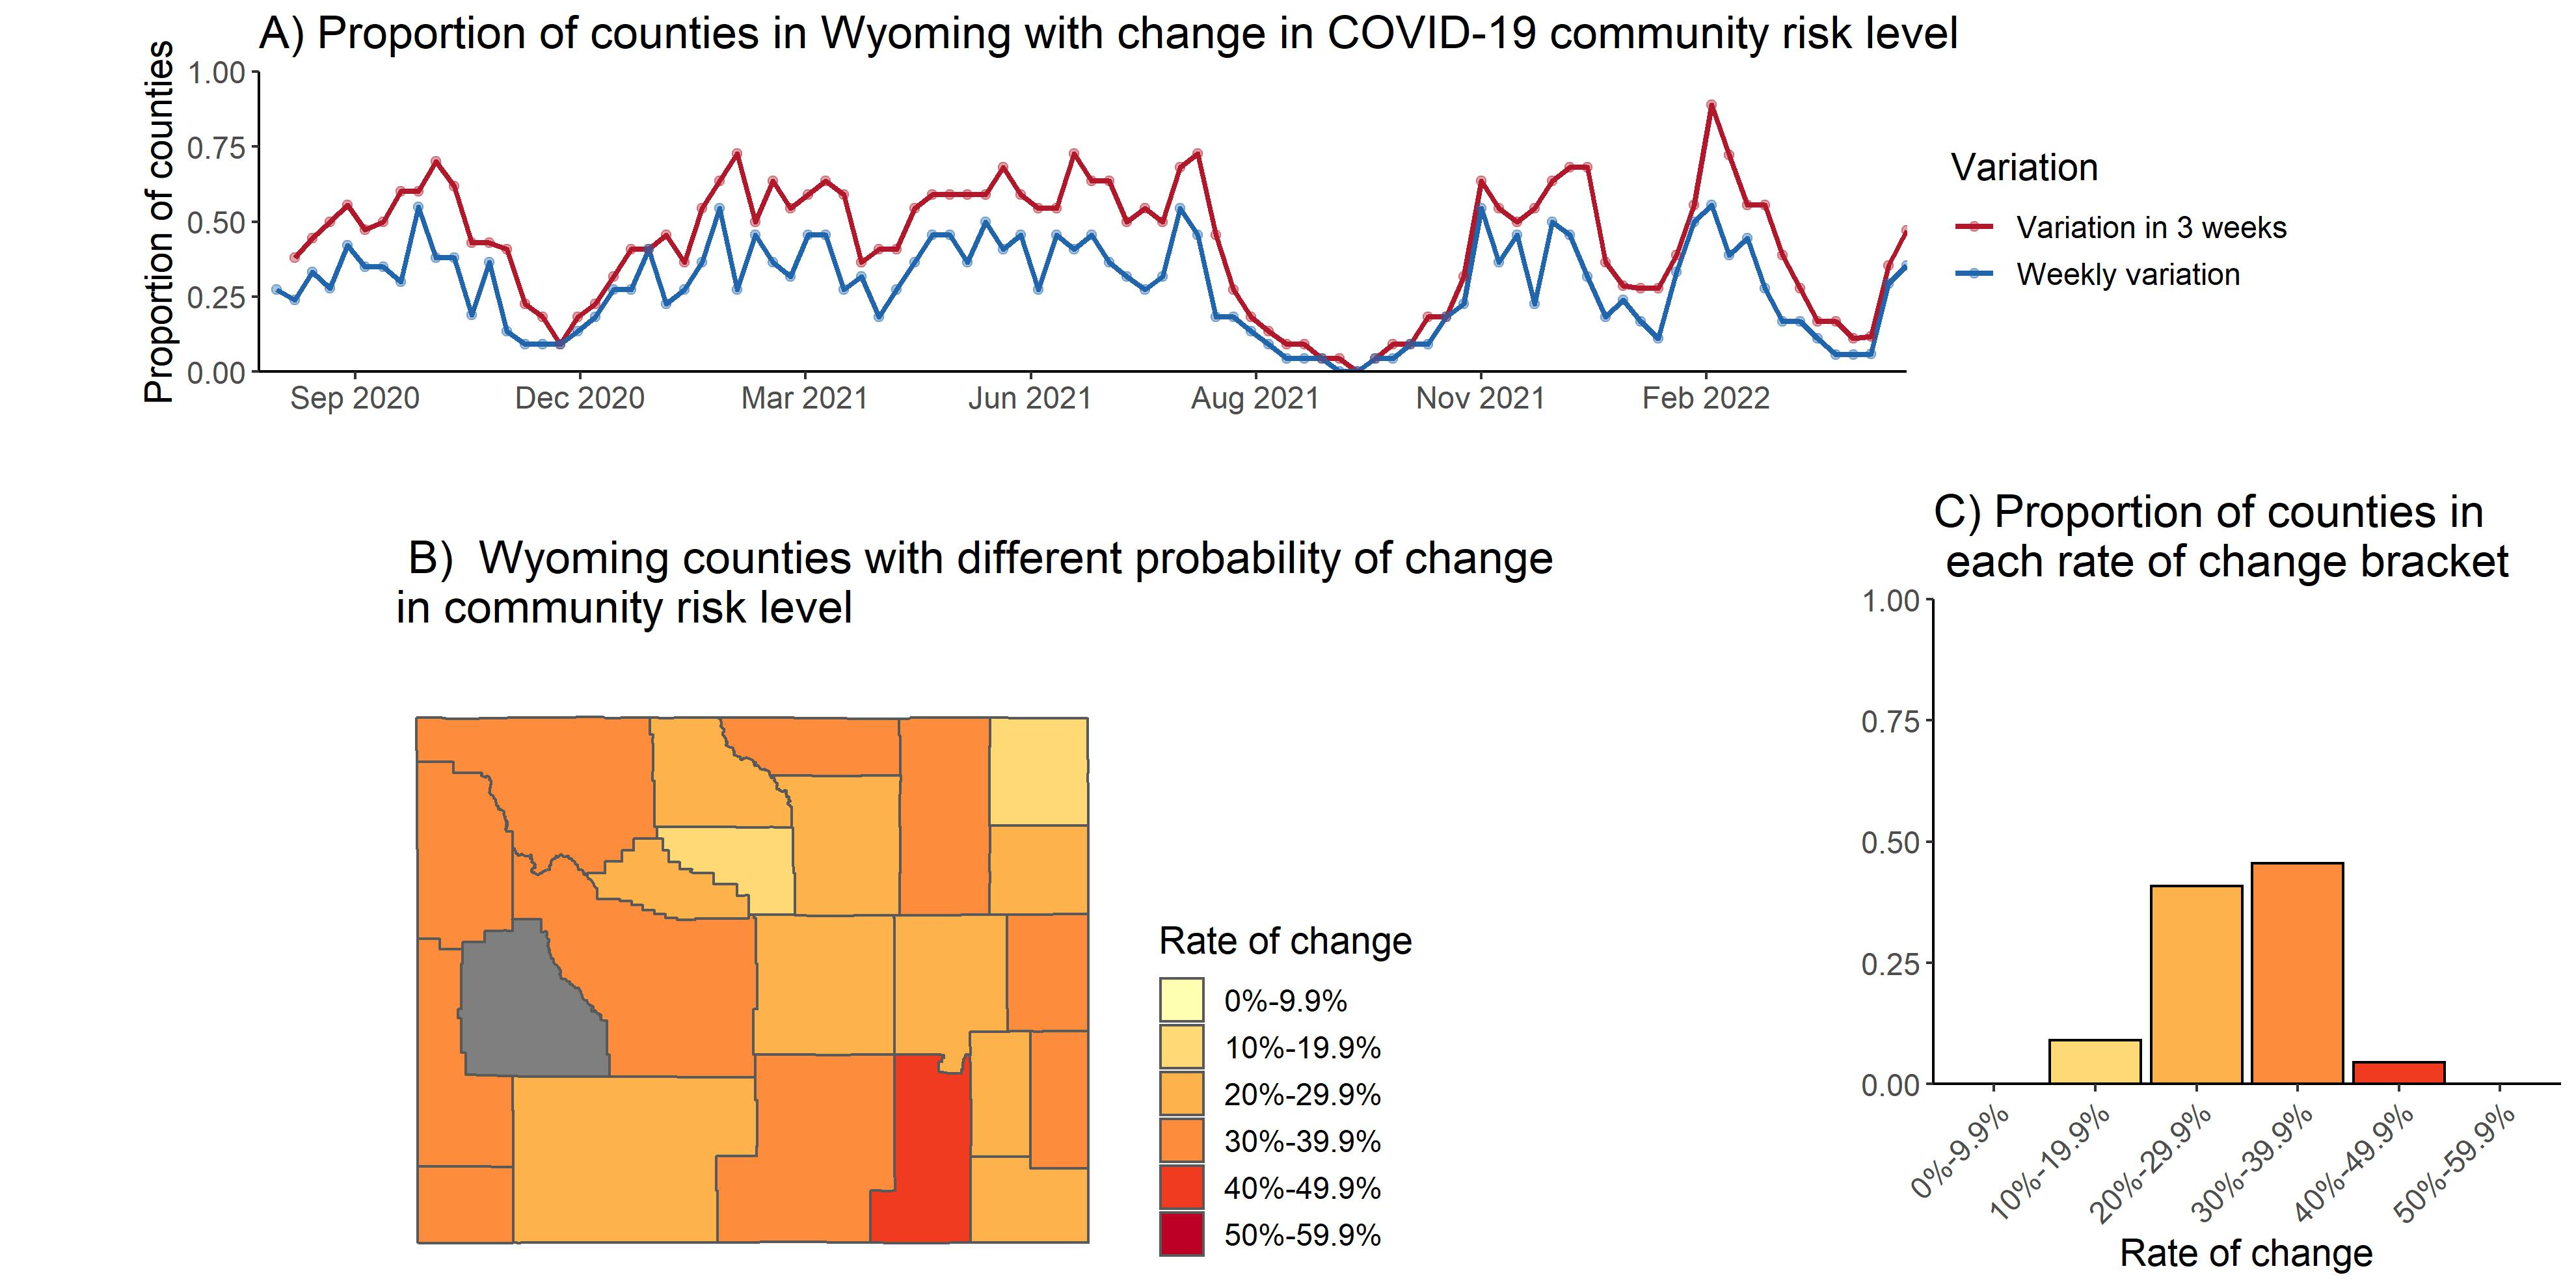 A) Proportion of counties in Wyoming with change in COVID-19 community risk level
Proportion of counties
1.00
0.75
0.50
0.25
0.00
Sep 2020
Dec 2020
Mar 2021
Jun 2021
Aug 2021
Nov 2021
Feb 2022
Variation
Variation in 3 weeks
Weekly variation
B)  Wyoming counties with different probability of change
in community risk level
Rate of change
0%-9.9%
10%-19.9%
20%-29.9%
30%-39.9%
40%-49.9%
50%-59.9%
C) Proportion of counties in
each rate of change bracket
1.00
0.75
0.50
0.25
0.00
0%-9.9%
10%-19.9%
20%-29.9%
30%-39.9%
40%-49.9%
50%-59.9%
Rate of change